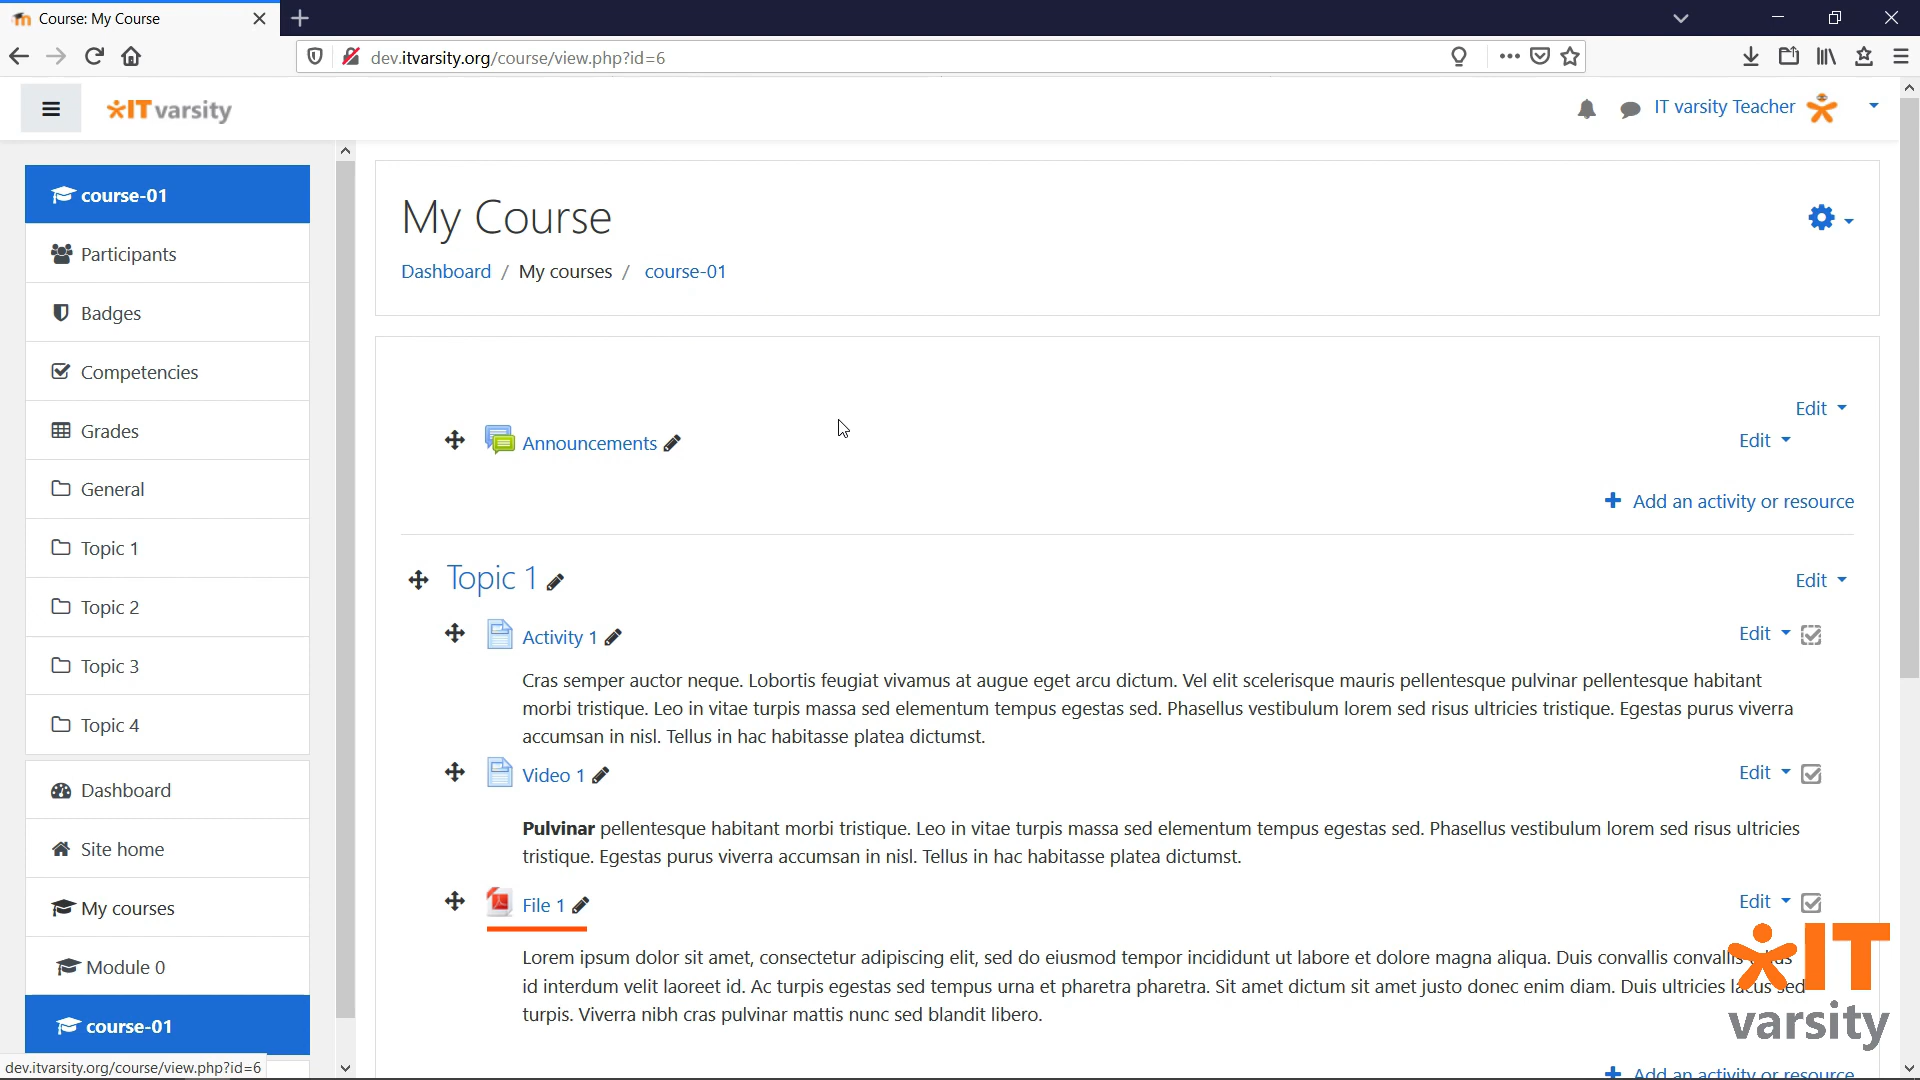 Course: My Course
dev.itvarsity.org/course/view.php?id=6
IT varsity
IT varsity Teacher
course-01
Participants
Badges
Competencies
Grades
General
Topic 1
Topic 2
Topic 3
Topic 4
Dashboard
Site home
My courses
Module 0
course-01
dev.itvarsity.org/course/view.php?id=6
My Course
Dashboard / My courses / course-01
Edit
Announcements
Edit
Add an activity or resource
Topic 1
Edit
Activity 1
Edit
Cras semper auctor neque. Lobortis feugiat vivamus at augue eget arcu dictum. Vel elit scelerisque mauris pellentesque pulvinar pellentesque habitant
morbi tristique. Leo in vitae turpis massa sed elementum tempus egestas sed. Phasellus vestibulum lorem sed risus ultricies tristique. Egestas purus viverra
accumsan in nisl. Tellus in hac habitasse platea dictumst.
Video 1
Edit
Pulvinar pellentesque habitant morbi tristique. Leo in vitae turpis massa sed elementum tempus egestas sed. Phasellus vestibulum lorem sed risus ultricies
tristique. Egestas purus viverra accumsan in nisl. Tellus in hac habitasse platea dictumst.
File 1
Edit
Lorem ipsum dolor sit amet, consectetur adipiscing elit, sed do eiusmod tempor incididunt ut labore et dolore magna aliqua. Duis convallis convallis
id interdum velit laoreet id. Ac turpis egestas sed tempus urna et pharetra pharetra. Sit amet dictum sit amet justo donec enim diam. Duis ultricies lacus sed
turpis. Viverra nibh cras pulvinar mattis nunc sed blandit libero.
Add an activity or resource
IT
varsity